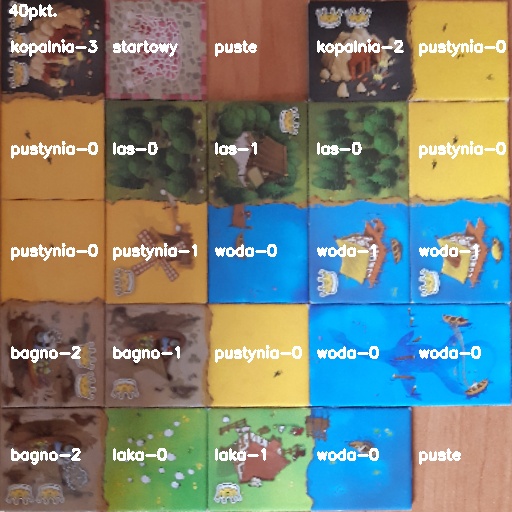 40pkt.
kopalnia-3 startowy puste kopalnia-2 pustynia-0
pustynia-0 las-0 las-1 las-0 pustynia-0
pustynia-0 pustynia-1 woda-0 woda-1 woda-1
bagno-2 bagno-1 pustynia-0 woda-0 woda-0
bagno-2 laka-0 laka-1 woda-0 puste